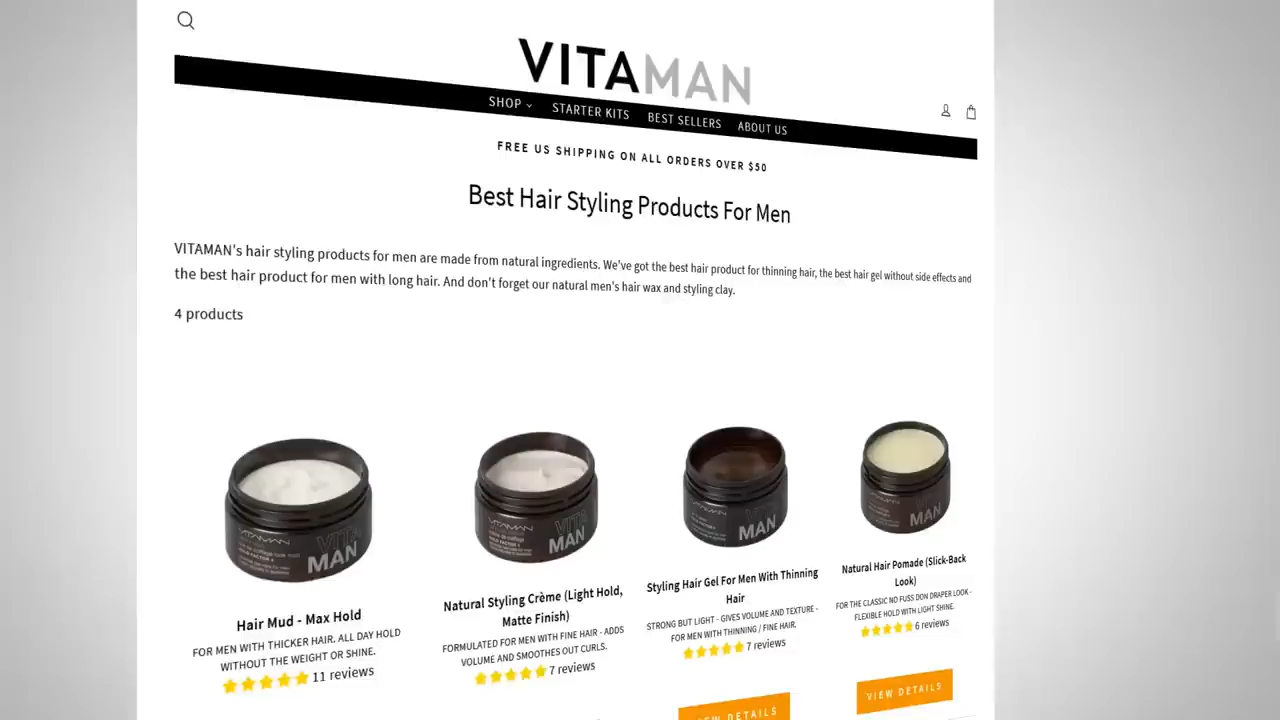 VITAMAN
SHOP STARTER KITS BEST SELLERS ABOUT US
FREE US SHIPPING ON ALL ORDERS OVER $50
Best Hair Styling Products For Men
VITAMAN's hair styling products for men are made from natural ingredients. We've got the best hair product for thinning hair, the best hair gel without side effects and
the best hair product for men with long hair. And don't forget our natural men's hair wax and styling clay.
4 products
VITAMAN
VITA
MAN
VITAMAN
VITA
MAN
VITAMAN
MAN
VITAMAN
MAN
Hair Mud - Max Hold
FOR MEN WITH THICKER HAIR. ALL DAY HOLD
WITHOUT THE WEIGHT OR SHINE.
11 reviews
Natural Styling Crème (Light Hold,
Matte Finish)
FORMULATED FOR MEN WITH FINE HAIR - ADDS
VOLUME AND SMOOTHES OUT CURLS.
7 reviews
Styling Hair Gel For Men With Thinning
Hair
STRONG BUT LIGHT - GIVES VOLUME AND TEXTURE -
FOR MEN WITH THINNING / FINE HAIR.
7 reviews
VIEW DETAILS
Natural Hair Pomade (Slick-Back
Look)
FOR THE CLASSIC NO FUSS DON DRAPER LOOK -
FLEXIBLE HOLD WITH LIGHT SHINE.
6 reviews
VIEW DETAILS